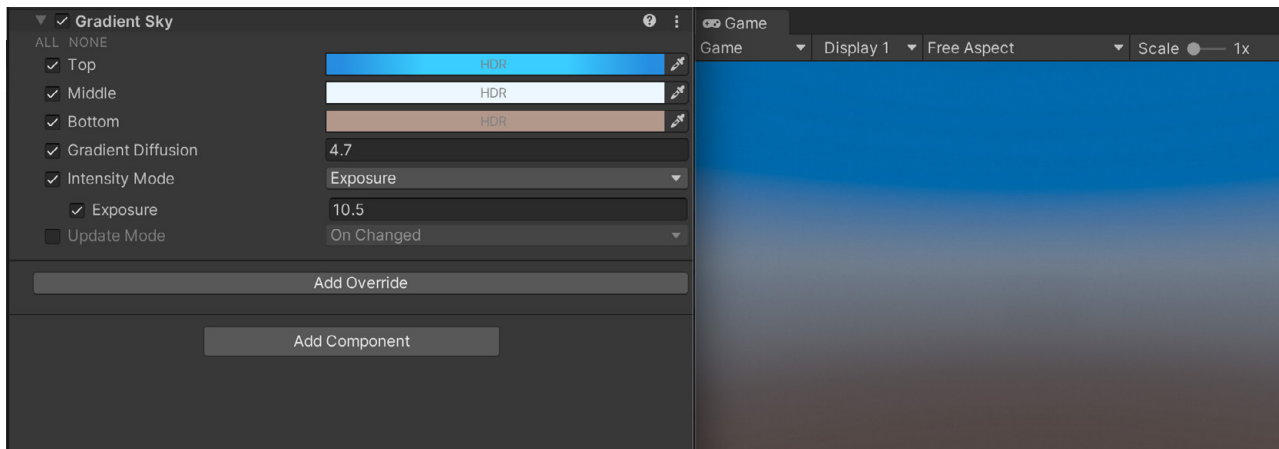 Gradient Sky
ALL NONE
Top HDR
Middle HDR
Bottom HDR
Gradient Diffusion 4.7
Intensity Mode Exposure
Exposure 10.5
Update Mode On Changed
Add Override
Add Component
Game
Game Display 1 Free Aspect Scale 1x